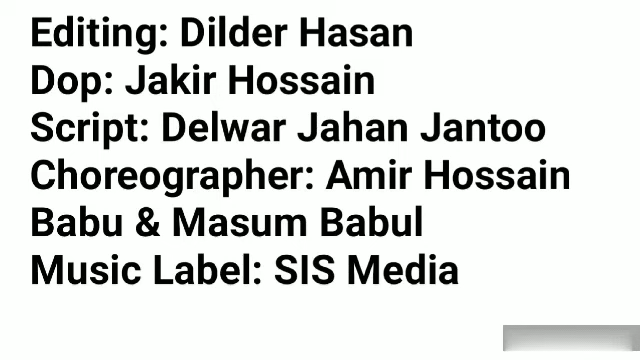 Editing: Dilder Hasan
Dop: Jakir Hossain
Script: Delwar Jahan Jantoo
Choreographer: Amir Hossain
Babu & Masum Babul
Music Label: SIS Media